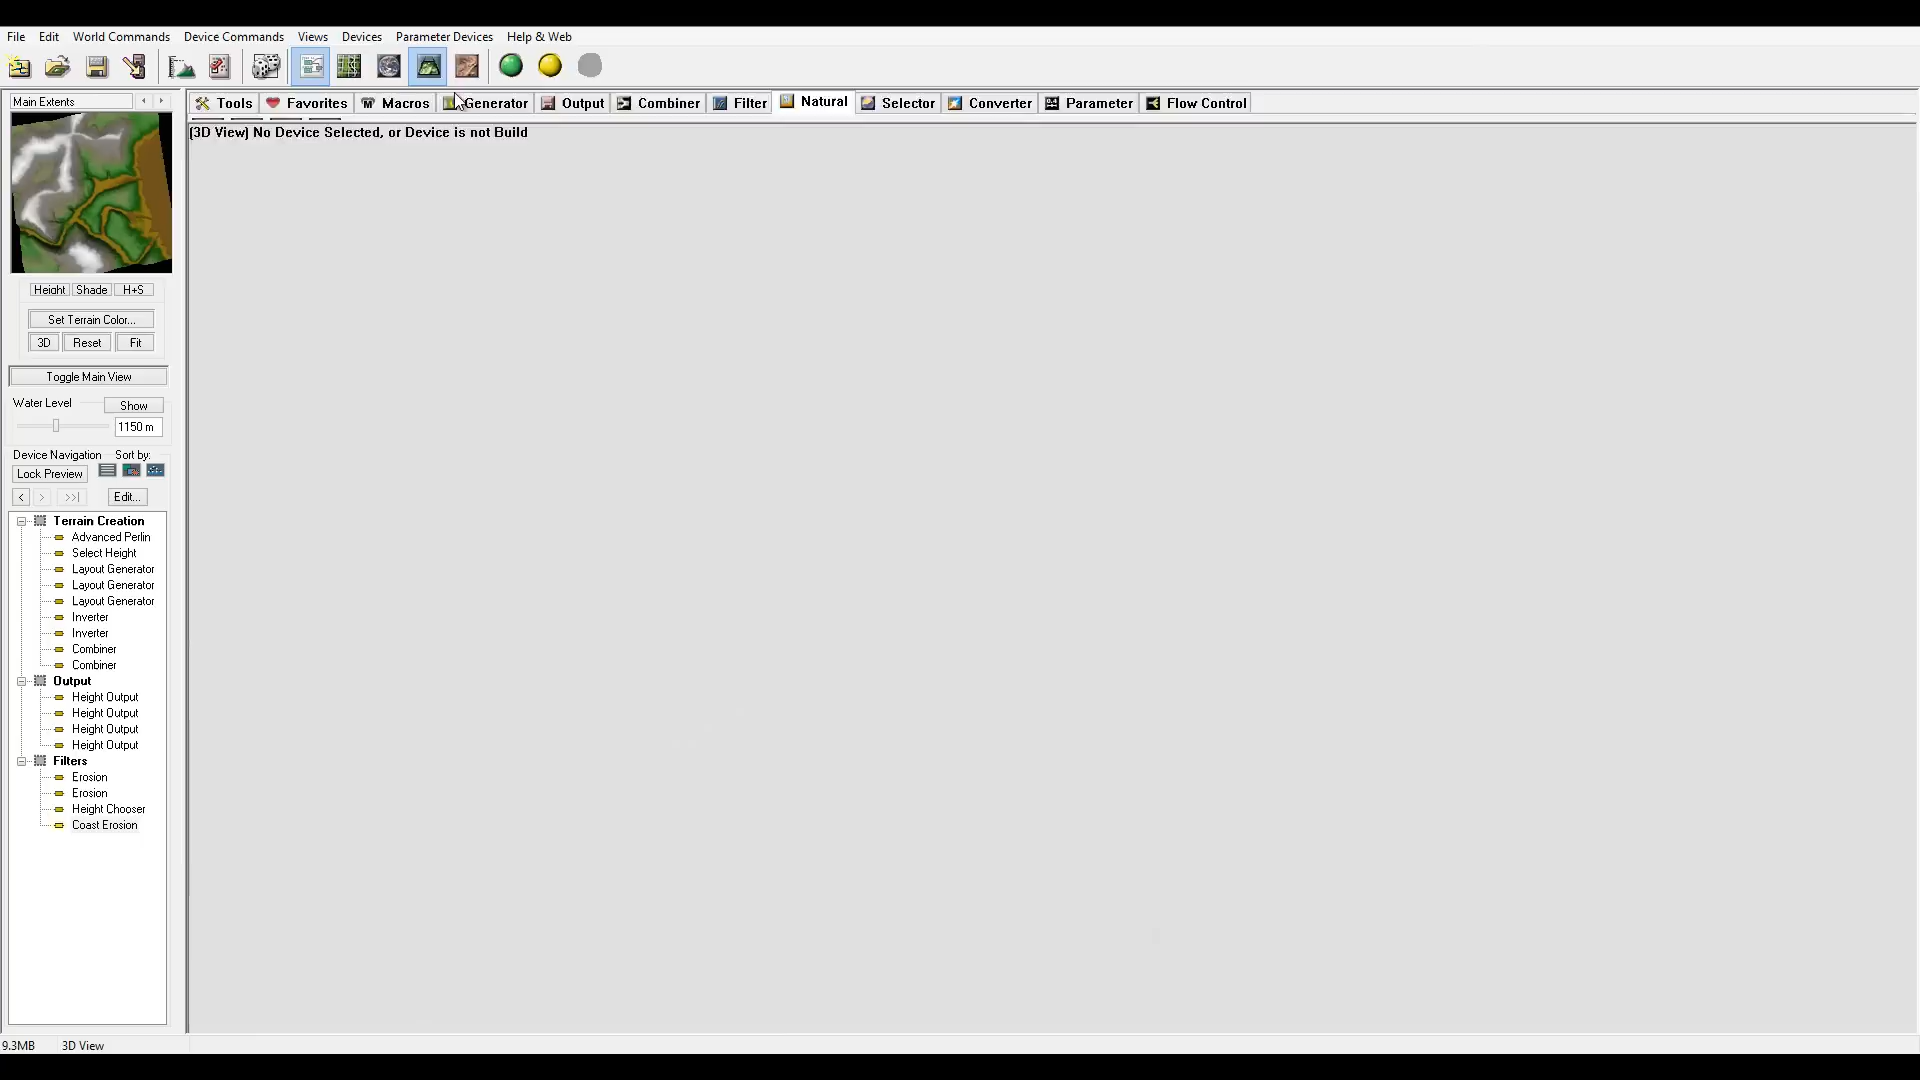 File Edit World Commands Device Commands Views Devices Parameter Devices Help & Web
Main Extents
Tools Favorites Macros Generator Output Combiner Filter Natural Selector Converter Parameter Flow Control
(3D View) No Device Selected, or Device is not Build
Height Shade H+S
Set Terrain Color...
3D Reset Fit
Toggle Main View
Water Level Show
1150 m
Device Navigation Sort by:
Lock Preview
< > >>| Edit...
Terrain Creation
Advanced Perlin
Select Height
Layout Generator
Layout Generator
Layout Generator
Inverter
Inverter
Combiner
Combiner
Output
Height Output
Height Output
Height Output
Height Output
Filters
Erosion
Erosion
Height Chooser
Coast Erosion
9.3MB 3D View